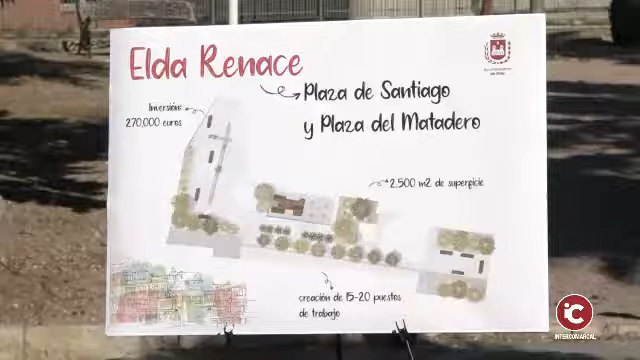 Elda Renace
Plaza de Santiago
y Plaza del Matadero
Inversión:
270.000 euros
2.500 m2 de superficie
creación de 15-20 puestos
de trabajo
iC
INTERCOMARCAL